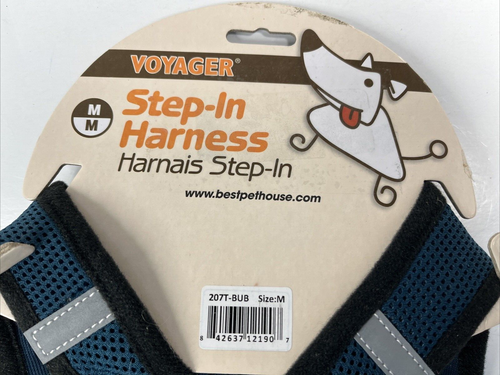 VOYAGER®
M
M
Step-In
Harness
Harnais Step-In
www.bestpethouse.com
207T-BUB Size:M
8 42637 12190 7